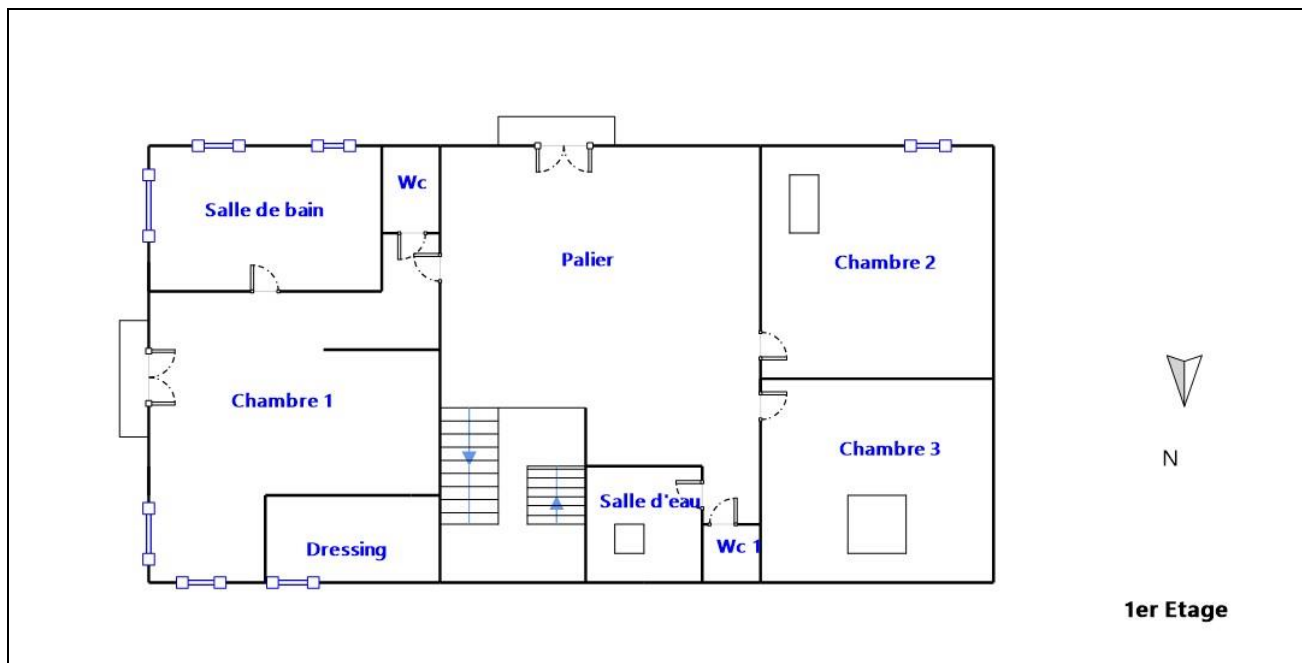 Wc
Salle de bain
Palier
Chambre 2
Chambre 1
Chambre 3
N
Salle d'eau
Wc 1
Dressing
1er Etage